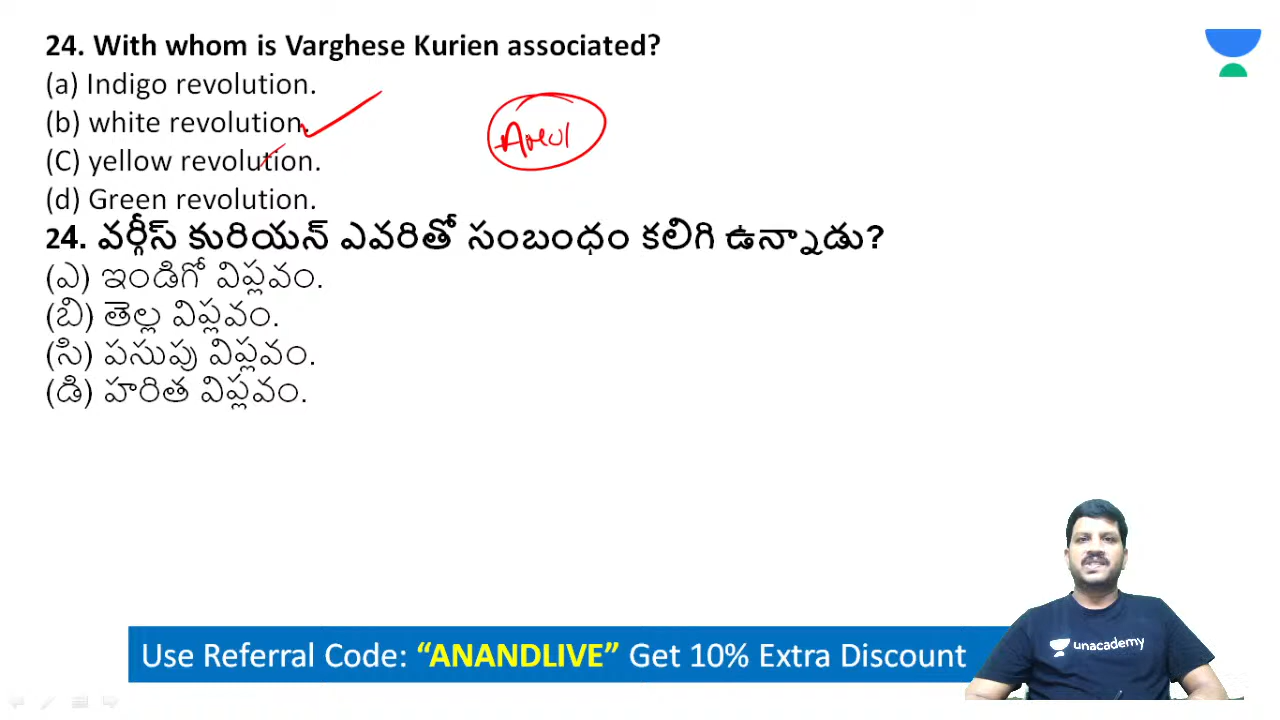 24. With whom is Varghese Kurien associated?
(a) Indigo revolution.
(b) white revolution.
(C) yellow revolution.
(d) Green revolution.
Amul
24. వర్గీస్ కురియన్ ఎవరితో సంబంధం కలిగి ఉన్నాడు?
(ఎ) ఇండిగో విప్లవం.
(బి) తెల్ల విప్లవం.
(సి) పసుపు విప్లవం.
(డి) హరిత విప్లవం.
unacademy
Use Referral Code: “ANANDLIVE” Get 10% Extra Discount